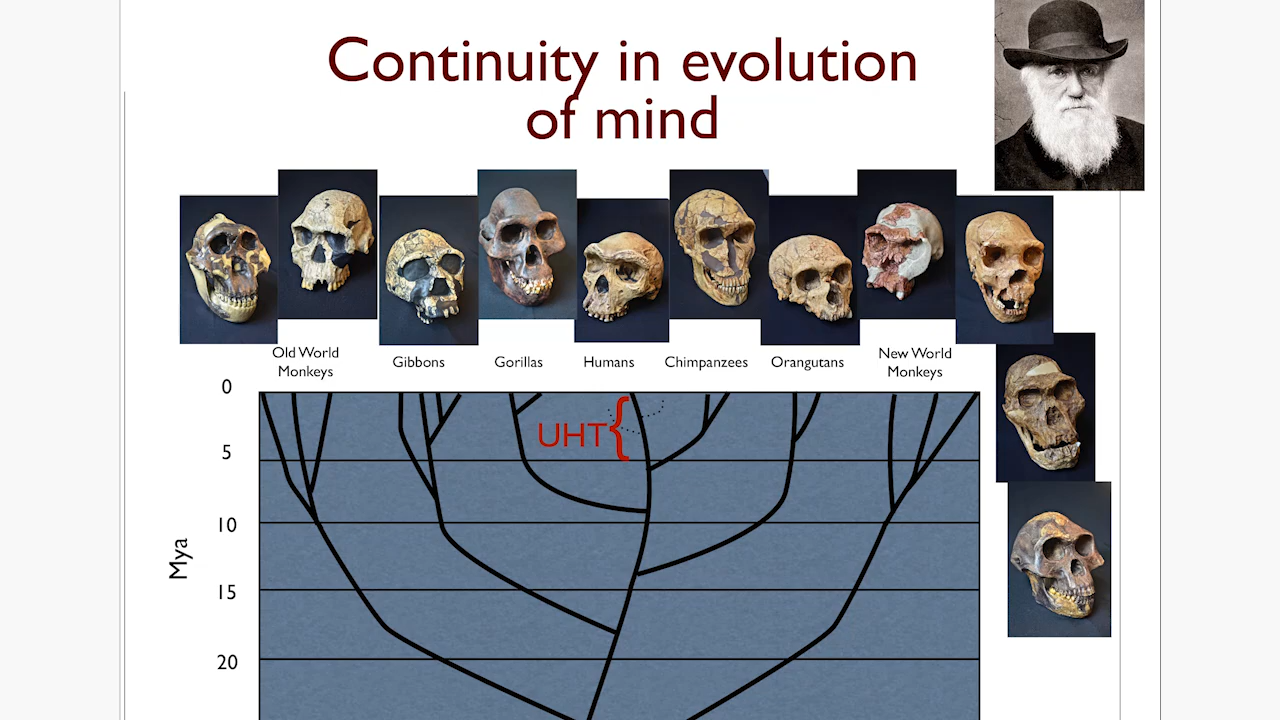 Continuity in evolution
of mind
Old World
Monkeys
Gibbons
Gorillas
Humans
Chimpanzees
Orangutans
New World
Monkeys
0
UHT{
5
10
Mya
15
20